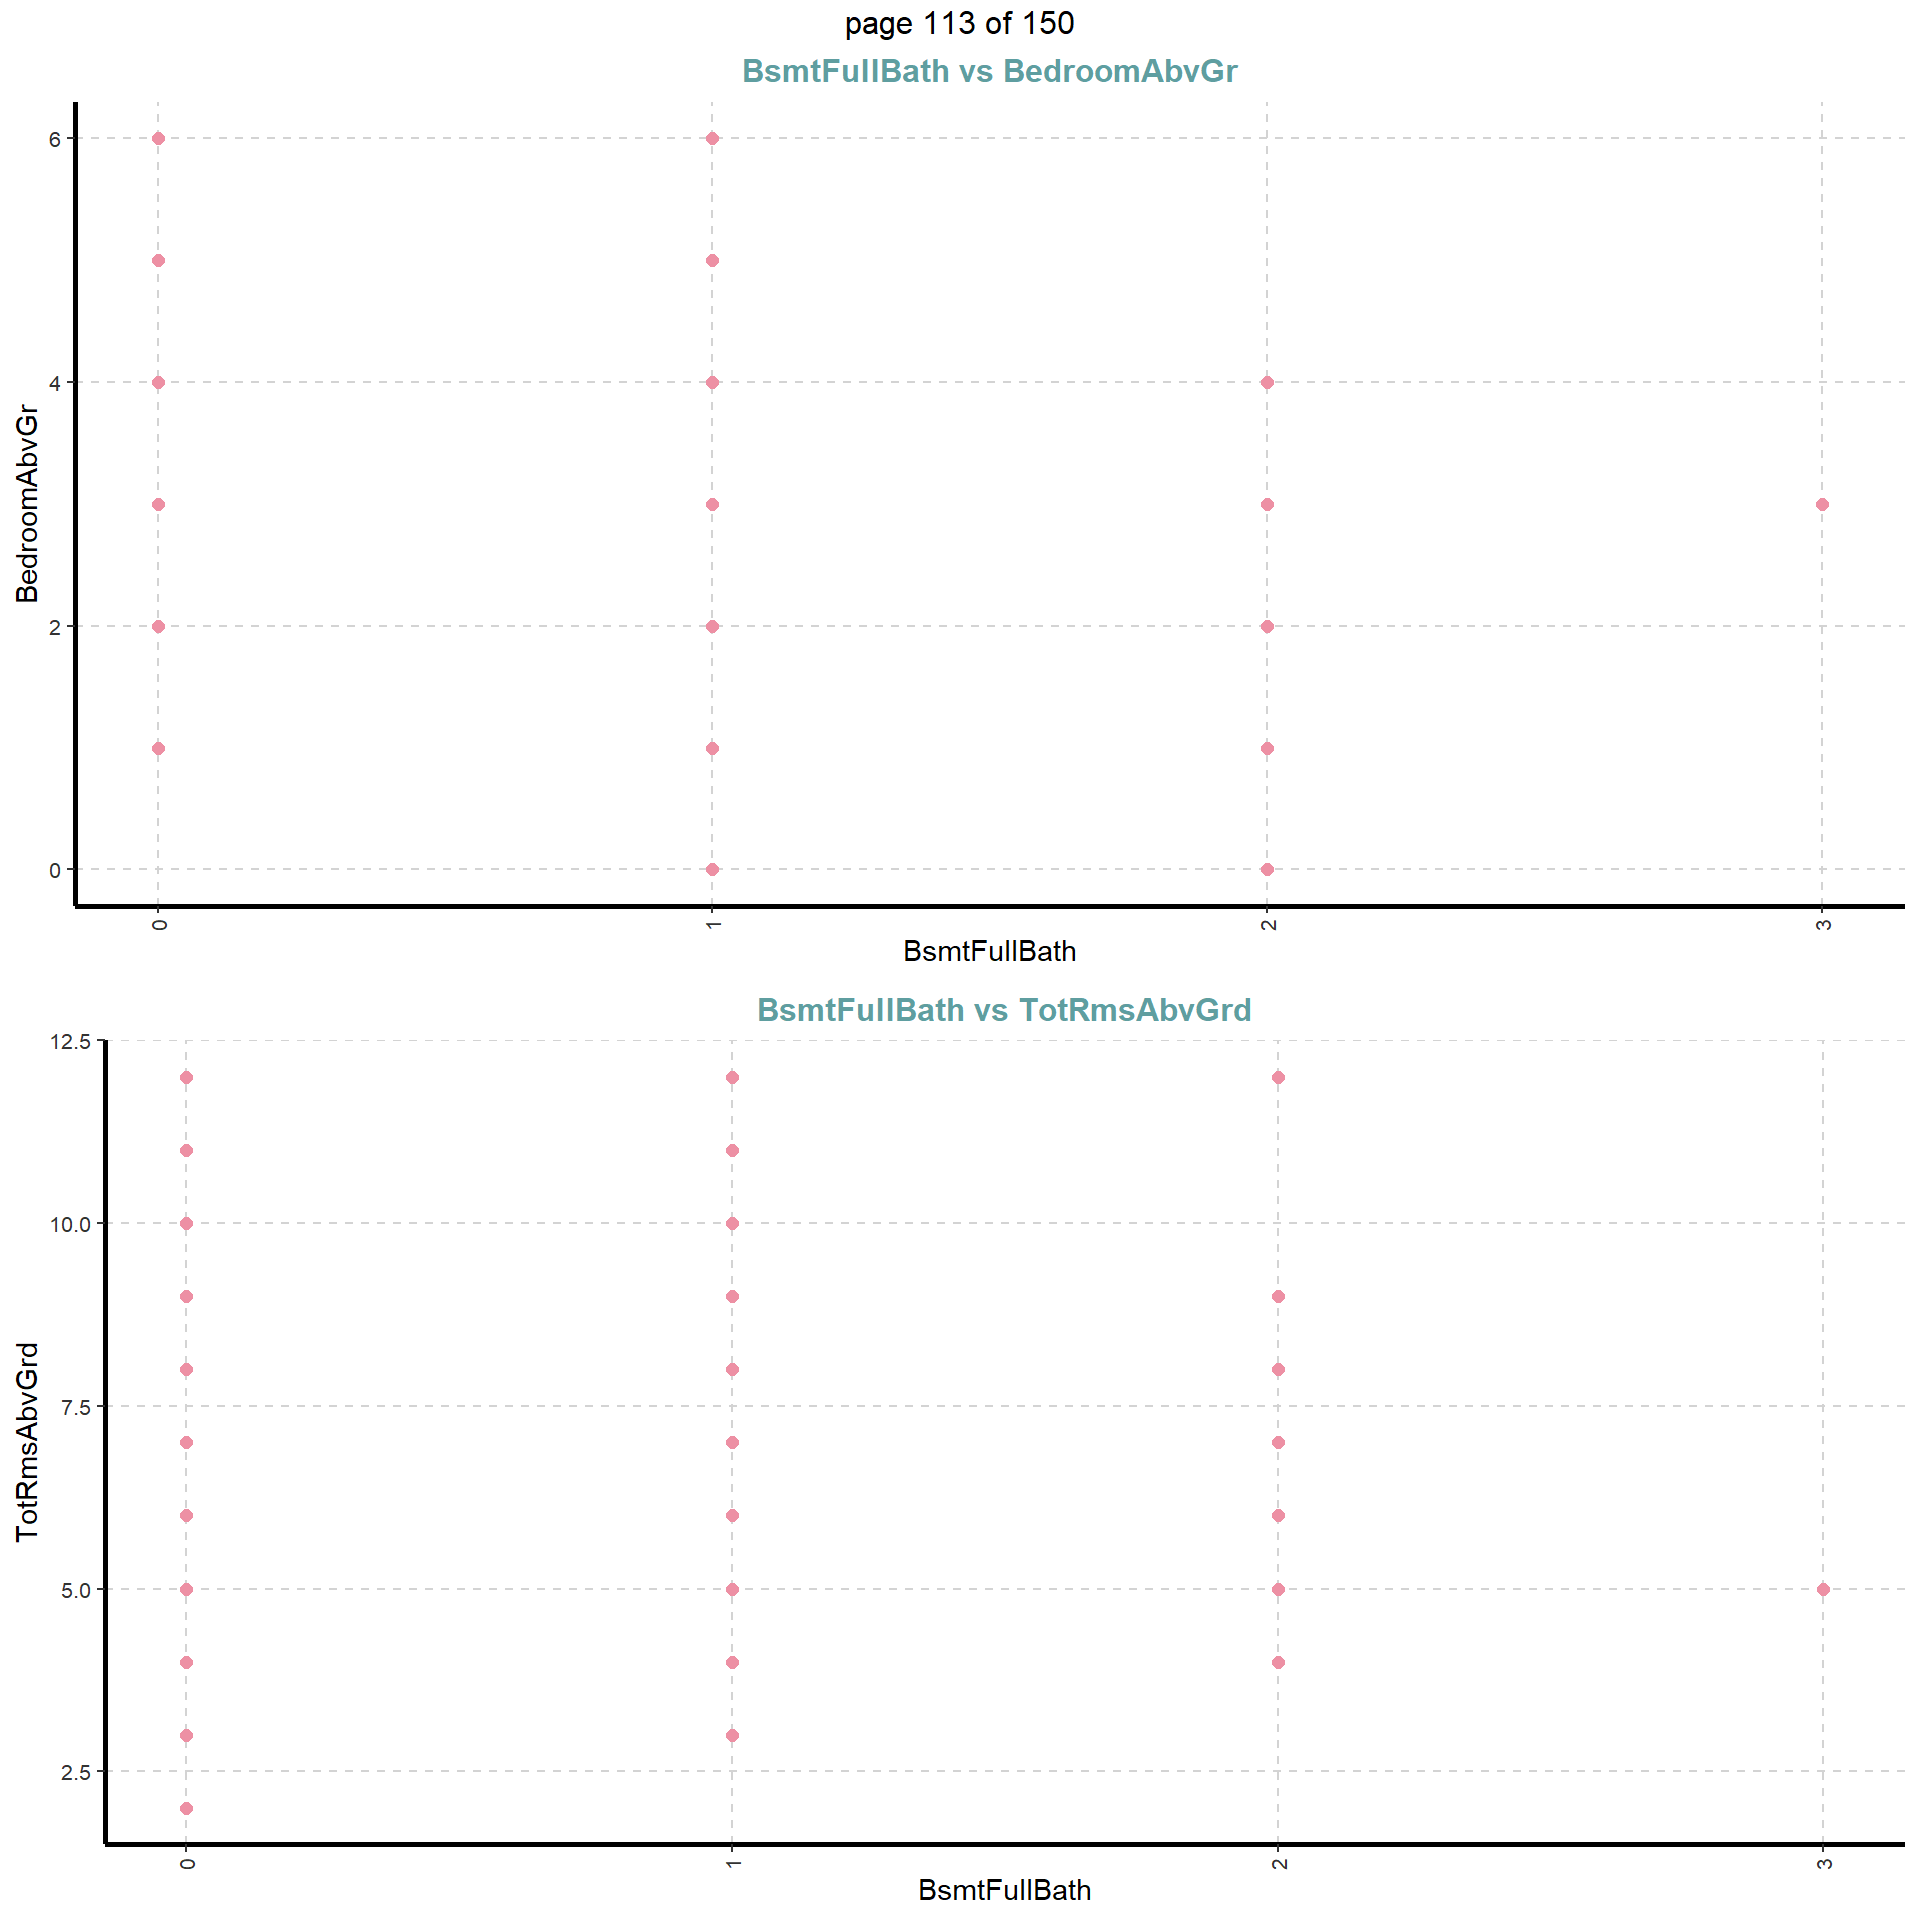 page 113 of 150
BsmtFullBath vs BedroomAbvGr
6
4
2
0
BedroomAbvGr
0 1 2 3
BsmtFullBath
BsmtFullBath vs TotRmsAbvGrd
12.5
10.0
7.5
5.0
2.5
TotRmsAbvGrd
0 1 2 3
BsmtFullBath